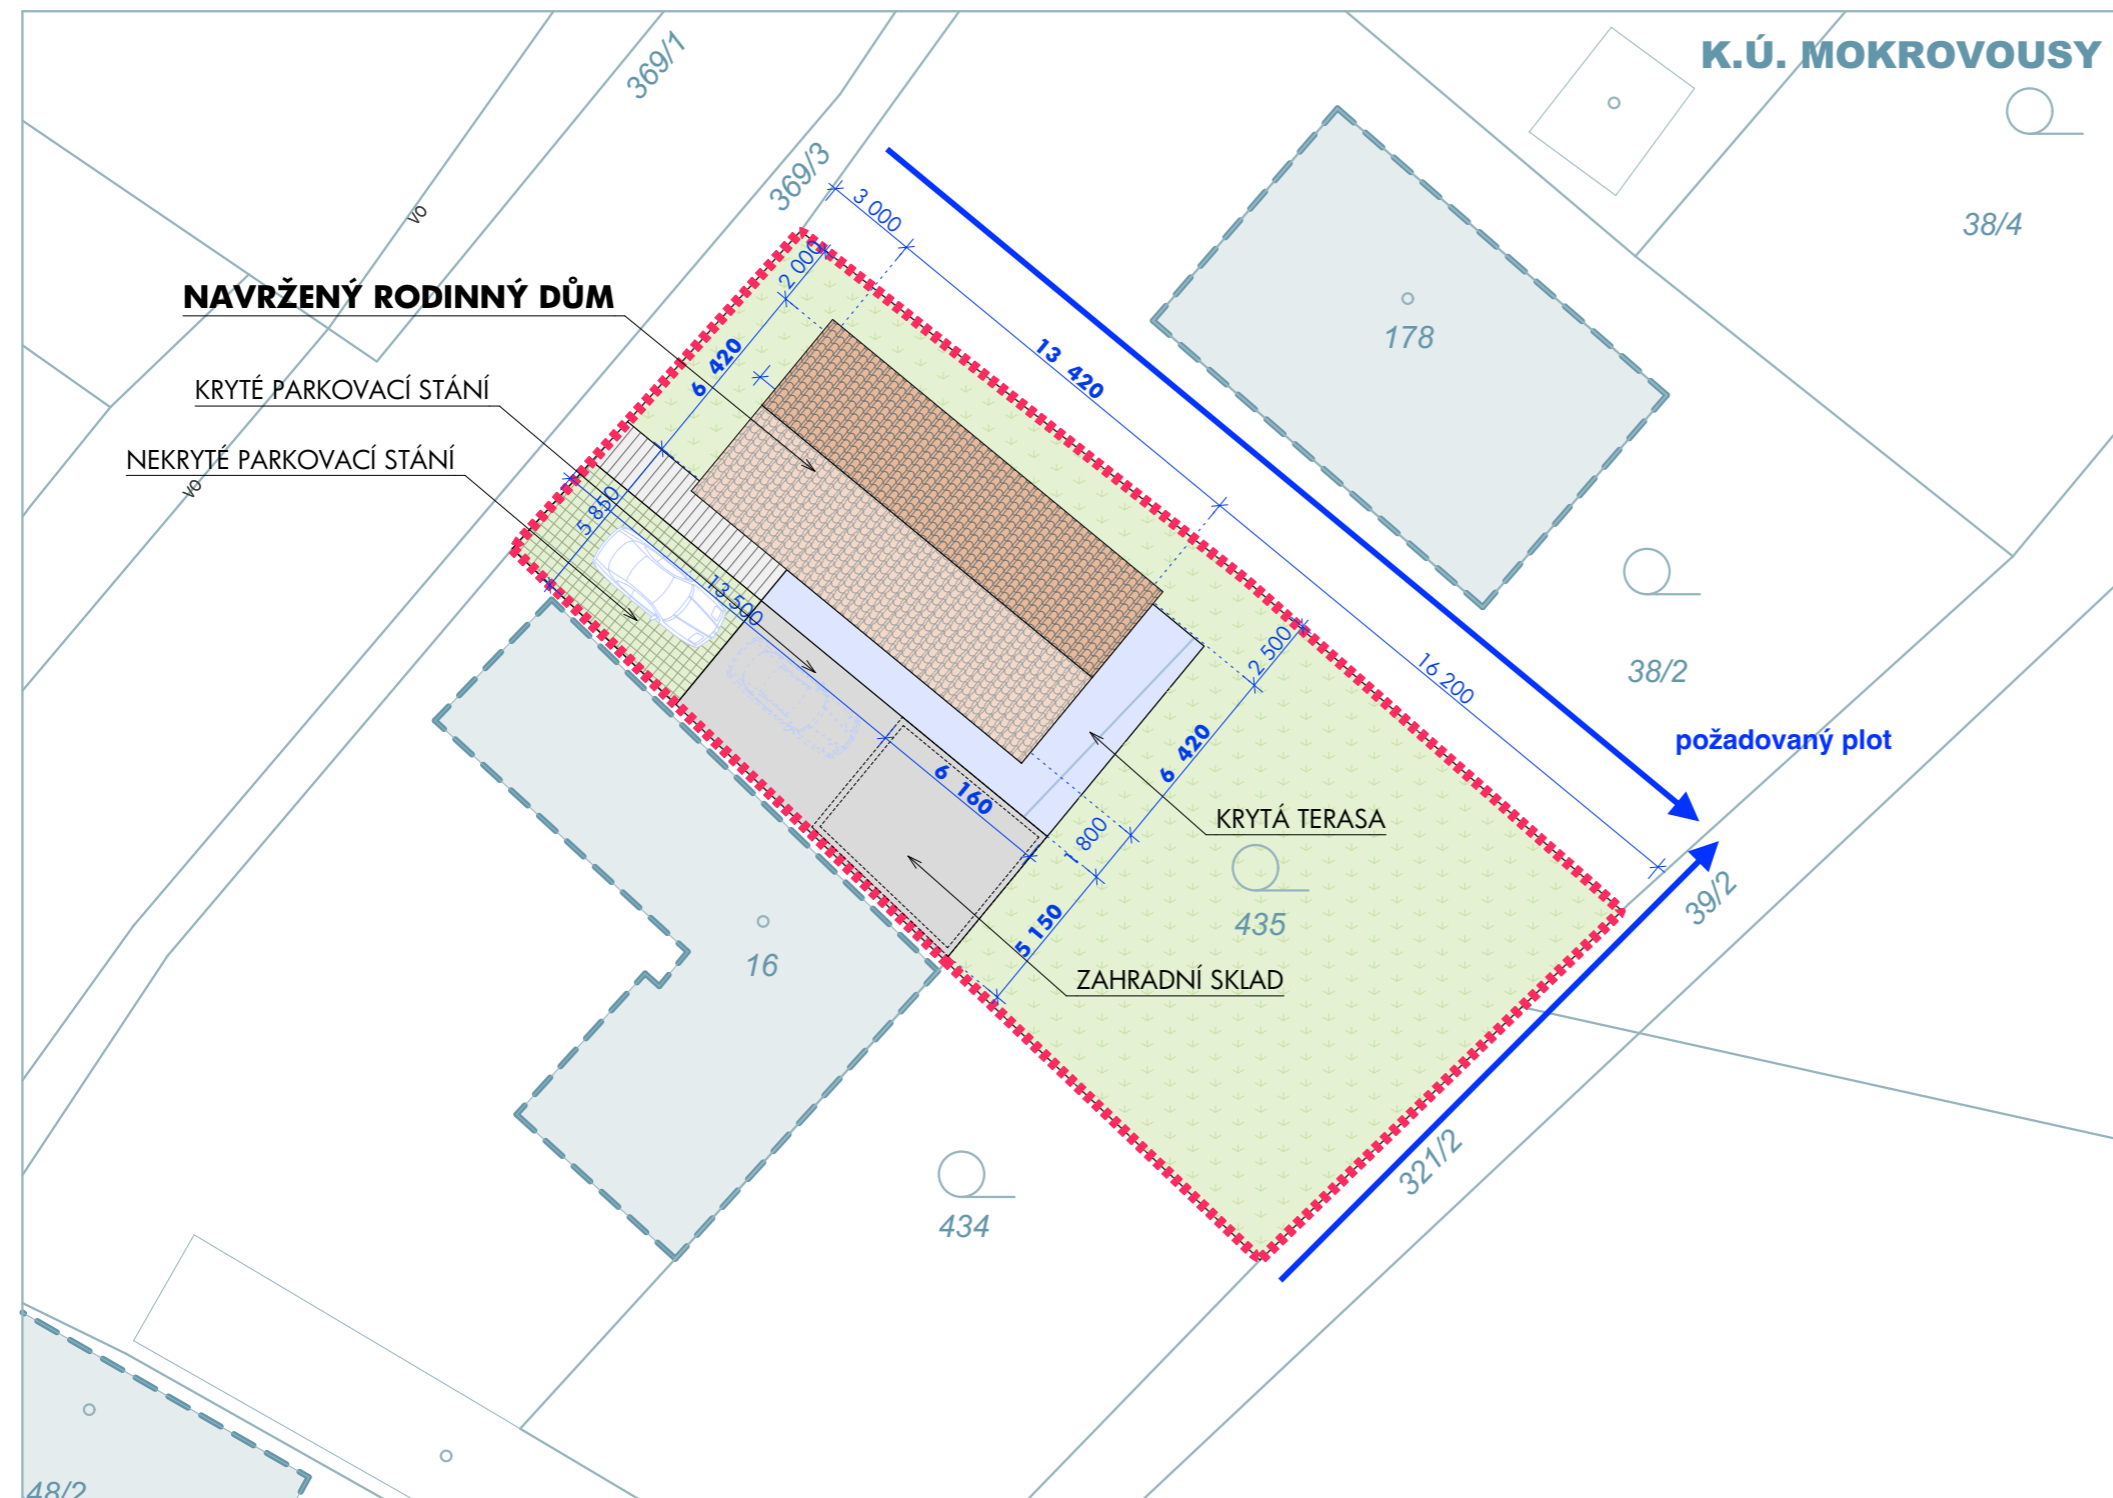 K.Ú. MOKROVOUSY
369/1
369/3
38/4
VO
3 000
2 000
NAVRŽENÝ RODINNÝ DŮM
178
13 420
6 420
KRYTÉ PARKOVACÍ STÁNÍ
NEKRYTÉ PARKOVACÍ STÁNÍ
VO
5 850
13 500
2 500
16 200
38/2
požadovaný plot
6 420
6 160
KRYTÁ TERASA
1 800
39/2
435
5 150
16
ZAHRADNÍ SKLAD
321/2
434
48/2